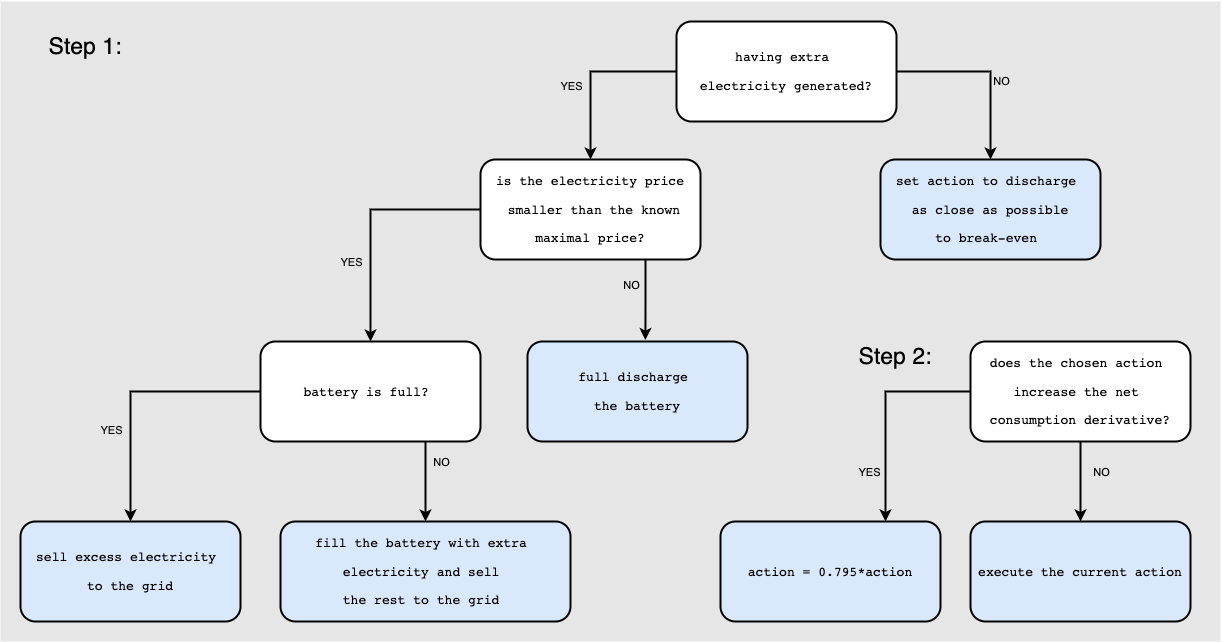 Step 1:
having extra
electricity generated?
YES
NO
is the electricity price
smaller than the known
maximal price?
set action to discharge
as close as possible
to break-even
YES
NO
battery is full?
full discharge
the battery
YES
NO
sell excess electricity
to the grid
fill the battery with extra
electricity and sell
the rest to the grid
Step 2:
does the chosen action
increase the net
consumption derivative?
YES
NO
action = 0.795*action
execute the current action